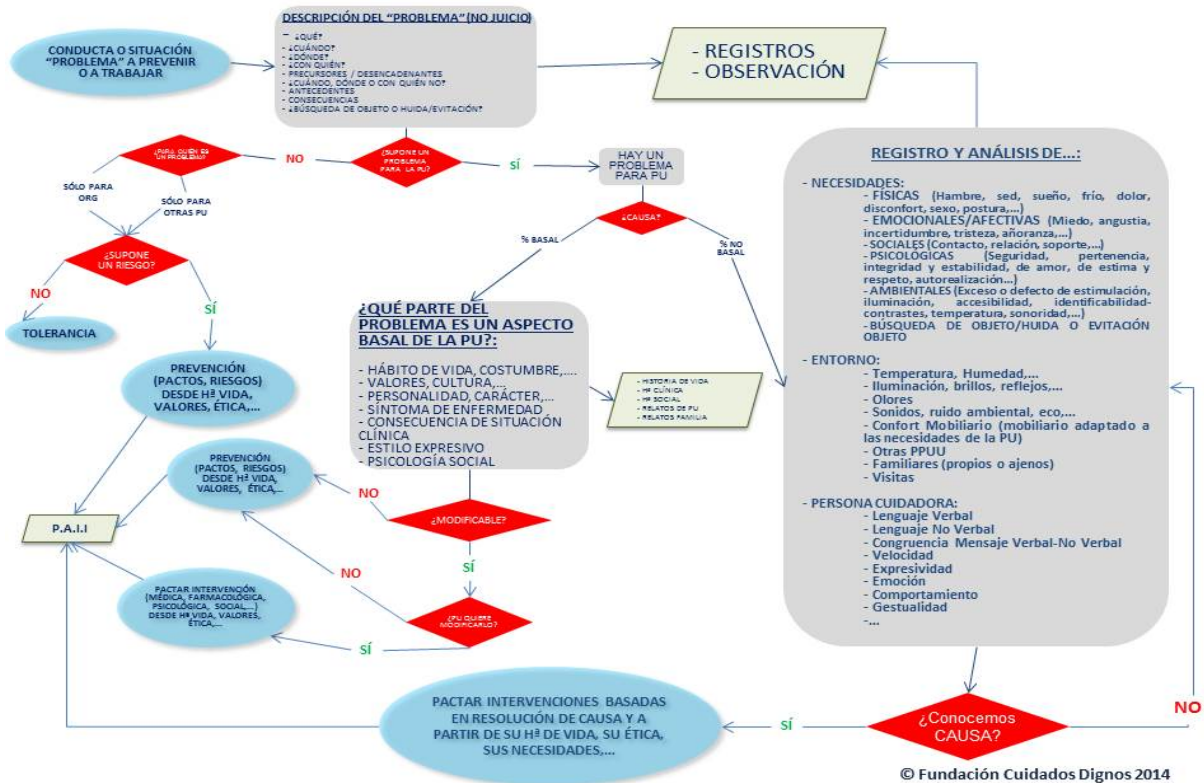 CONDUCTA O SITUACIÓN
“PROBLEMA” A PREVENIR
O A TRABAJAR
DESCRIPCIÓN DEL “PROBLEMA” (NO JUICIO)
- ¿QUÉ?
- ¿CUÁNDO?
- ¿DÓNDE?
- ¿CON QUIÉN?
- PRECURSORES / DESENCADENANTES
- ¿CUÁNDO, DÓNDE O CON QUIÉN NO?
- ANTECEDENTES
- CONSECUENCIAS
- ¿BÚSQUEDA DE OBJETO O HUIDA/EVITACIÓN?
- REGISTROS
- OBSERVACIÓN
¿PARA QUIÉN ES
UN PROBLEMA?
NO
¿SUPONE UN
PROBLEMA
PARA LA PU?
SÍ
HAY UN
PROBLEMA
PARA PU
SÓLO PARA
ORG
SÓLO PARA
OTRAS PU
¿CAUSA?
% BASAL
% NO
BASAL
¿SUPONE
UN RIESGO?
NO
SÍ
TOLERANCIA
PREVENCIÓN
(PACTOS, RIESGOS)
DESDE Hª VIDA,
VALORES, ÉTICA,...
¿QUÉ PARTE DEL
PROBLEMA ES UN ASPECTO
BASAL DE LA PU?:
- HÁBITO DE VIDA, COSTUMBRE,....
- VALORES, CULTURA,...
- PERSONALIDAD, CARÁCTER,...
- SÍNTOMA DE ENFERMEDAD
- CONSECUENCIA DE SITUACIÓN
CLÍNICA
- ESTILO EXPRESIVO
- PSICOLOGÍA SOCIAL
- HISTORIA DE VIDA
- Hª CLÍNICA
- Hª SOCIAL
- RELATOS DE PU
- RELATOS FAMILIA
PREVENCIÓN
(PACTOS, RIESGOS)
DESDE Hª VIDA,
VALORES, ÉTICA,...
NO
¿MODIFICABLE?
SÍ
P.A.I.I
NO
PACTAR INTERVENCIÓN
(MÉDICA, FARMACOLÓGICA,
PSICOLÓGICA, SOCIAL,...)
DESDE Hª VIDA, VALORES,
ÉTICA,...
¿PU QUIERE
MODIFICARLO?
SÍ
REGISTRO Y ANÁLISIS DE...:
- NECESIDADES:
- FÍSICAS (Hambre, sed, sueño, frío, dolor,
disconfort, sexo, postura,...)
- EMOCIONALES/AFECTIVAS (Miedo, angustia,
incertidumbre, tristeza, añoranza,...)
- SOCIALES (Contacto, relación, soporte,...)
- PSICOLÓGICAS (Seguridad, pertenencia,
integridad y estabilidad, de amor, de estima y
respeto, autorealización...)
- AMBIENTALES (Exceso o defecto de estimulación,
iluminación, accesibilidad, identificabilidad-
contrastes, temperatura, sonoridad,...)
- BÚSQUEDA DE OBJETO/HUIDA O EVITACIÓN
OBJETO
- ENTORNO:
- Temperatura, Humedad,...
- Iluminación, brillos, reflejos,...
- Olores
- Sonidos, ruido ambiental, eco,...
- Confort Mobiliario (mobiliario adaptado a
las necesidades de la PU)
- Otras PPUU
- Familiares (propios o ajenos)
- Visitas
- PERSONA CUIDADORA:
- Lenguaje Verbal
- Lenguaje No Verbal
- Congruencia Mensaje Verbal-No Verbal
- Velocidad
- Expresividad
- Emoción
- Comportamiento
- Gestualidad
-...
PACTAR INTERVENCIONES BASADAS
EN RESOLUCIÓN DE CAUSA Y A
PARTIR DE SU Hª DE VIDA, SU ÉTICA,
SUS NECESIDADES,...
SÍ
¿Conocemos
CAUSA?
NO
© Fundación Cuidados Dignos 2014